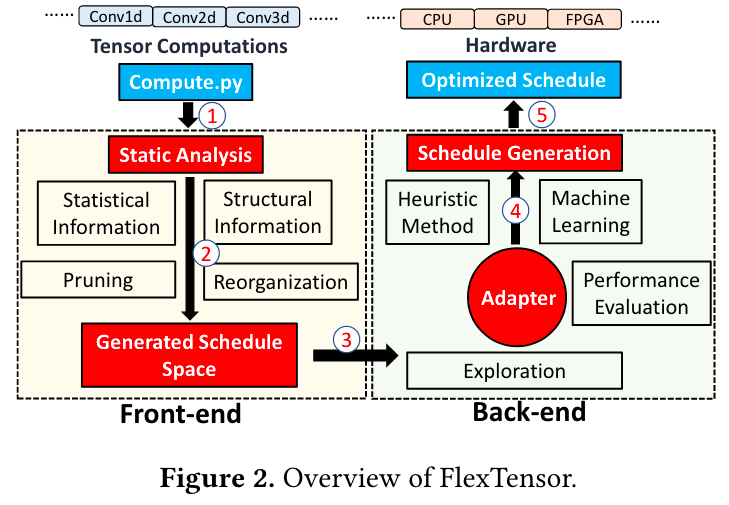 ...... Conv1d Conv2d Conv3d ......
Tensor Computations
Compute.py
1
Static Analysis
Statistical
Information
Structural
Information
2
Pruning
Reorganization
Generated Schedule
Space
3
Front-end
...... CPU GPU FPGA ......
Hardware
Optimized Schedule
5
Schedule Generation
Heuristic
Method
4
Machine
Learning
Adapter
Performance
Evaluation
Exploration
Back-end
Figure 2. Overview of FlexTensor.